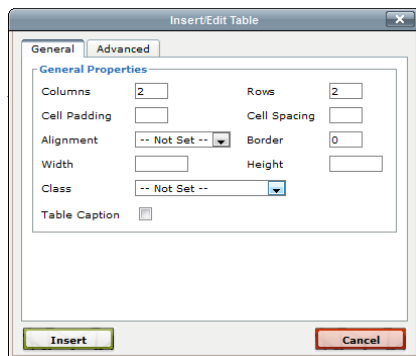 Insert/Edit Table X
General Advanced
General Properties
Columns 2 Rows 2
Cell Padding Cell Spacing
Alignment -- Not Set -- Border 0
Width Height
Class -- Not Set --
Table Caption
Insert Cancel